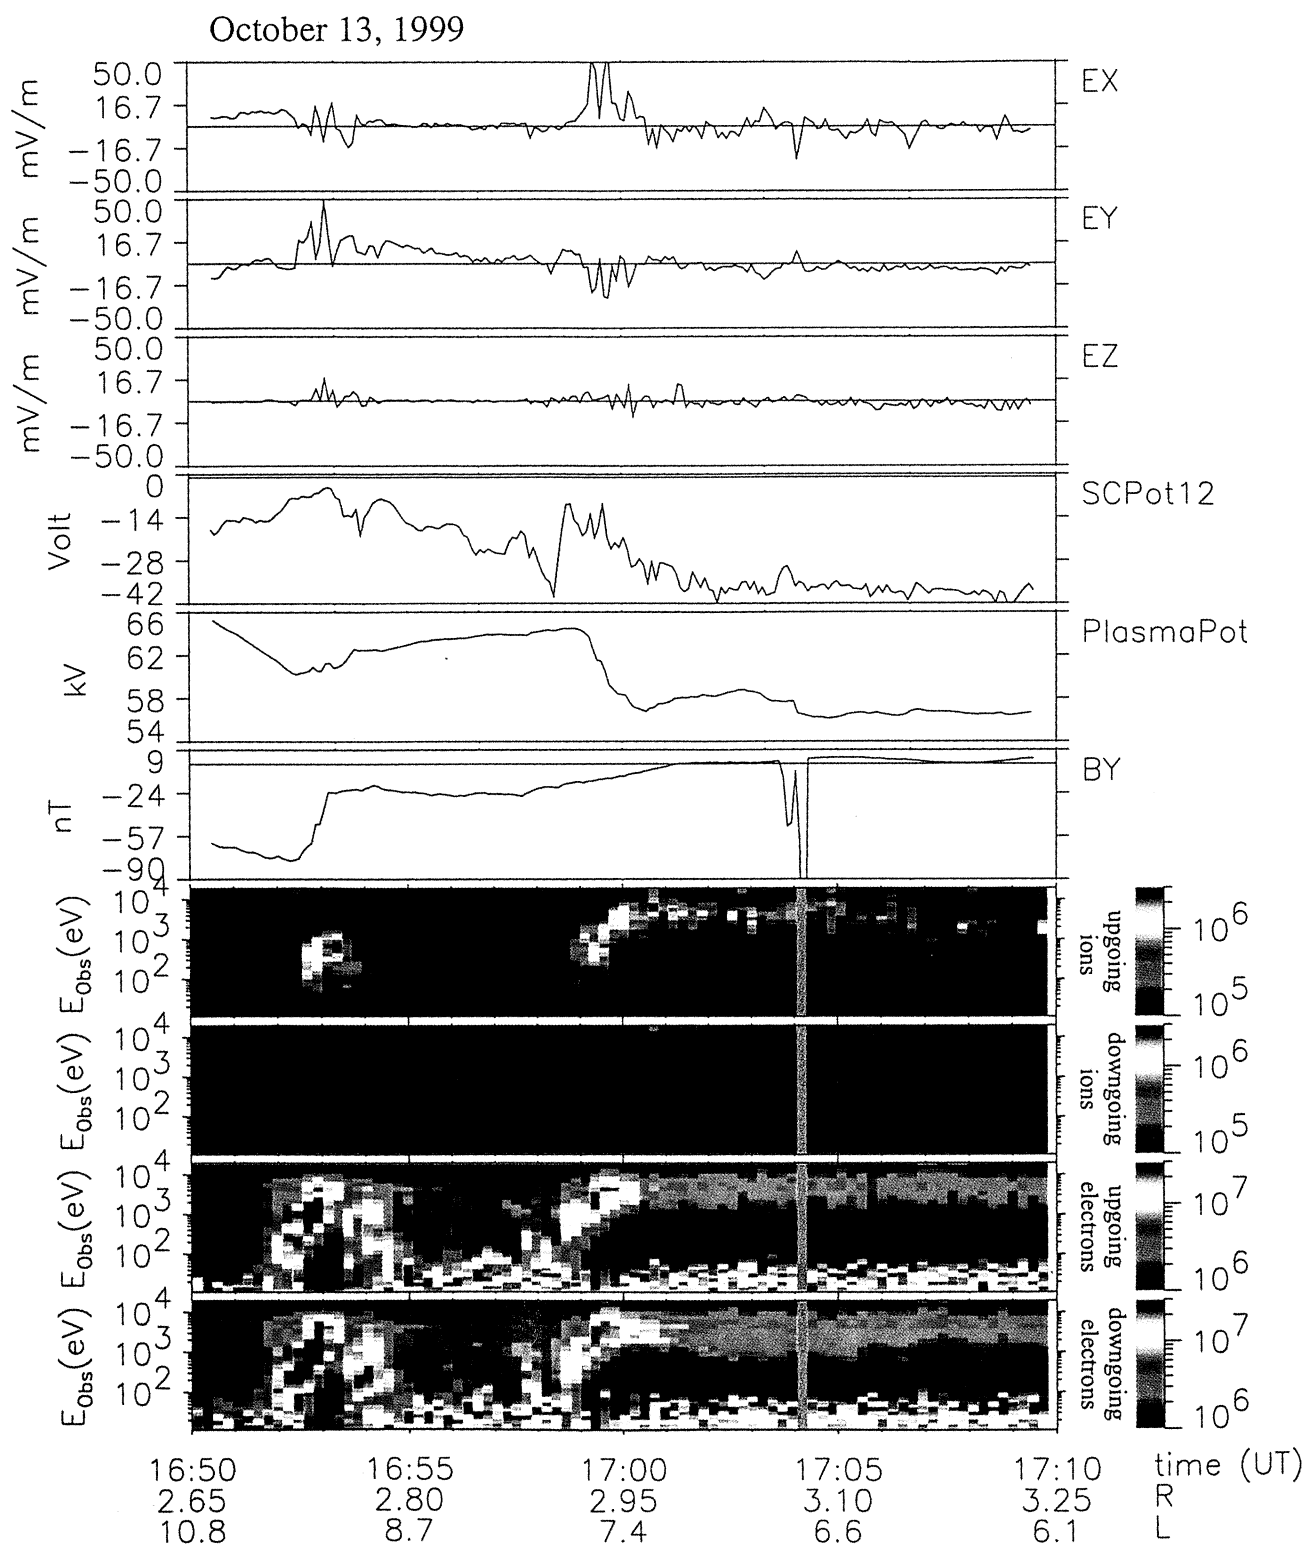 October 13, 1999
50.0
16.7
−16.7
−50.0
mV/m
EX
50.0
16.7
−16.7
−50.0
mV/m
EY
50.0
16.7
−16.7
−50.0
mV/m
EZ
0
−14
−28
−42
Volt
SCPot12
66
62
58
54
kV
PlasmaPot
9
−24
−57
−90
nT
BY
10^4
10^3
10^2
E_Obs(eV)
upgoing
ions
10^6
10^5
10^4
10^3
10^2
E_Obs(eV)
downgoing
ions
10^6
10^5
10^4
10^3
10^2
E_Obs(eV)
upgoing
electrons
10^7
10^6
10^4
10^3
10^2
E_Obs(eV)
downgoing
electrons
10^7
10^6
16:50 16:55 17:00 17:05 17:10 time (UT)
2.65 2.80 2.95 3.10 3.25 R
10.8 8.7 7.4 6.6 6.1 L